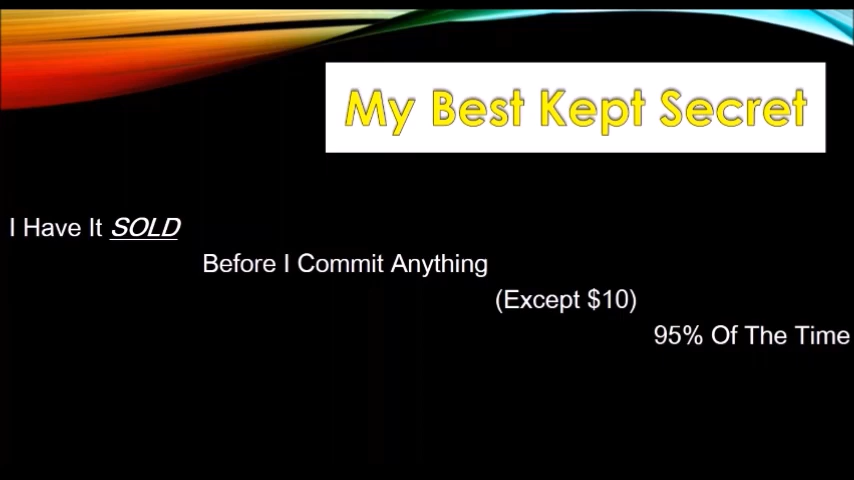 My Best Kept Secret
I Have It SOLD
Before I Commit Anything
(Except $10)
95% Of The Time